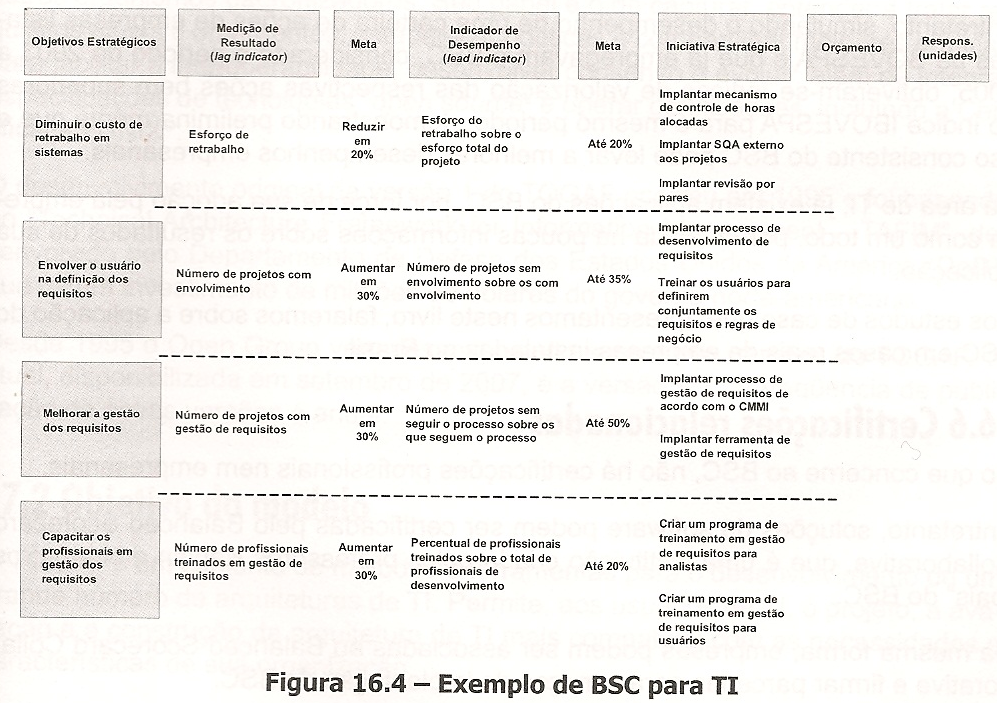 Objetivos Estratégicos
Medição de
Resultado
(lag indicator)
Meta
Indicador de
Desempenho
(lead indicator)
Meta
Iniciativa Estratégica
Orçamento
Respons.
(unidades)
Diminuir o custo de
retrabalho em
sistemas
Esforço de
retrabalho
Reduzir
em
20%
Esforço do
retrabalho sobre o
esforço total do
projeto
Até 20%
Implantar mecanismo
de controle de horas
alocadas
Implantar SQA externo
aos projetos
Implantar revisão por
pares
Envolver o usuário
na definição dos
requisitos
Número de projetos com
envolvimento
Aumentar
em
30%
Número de projetos sem
envolvimento sobre os com
envolvimento
Até 35%
Implantar processo de
desenvolvimento de
requisitos
Treinar os usuários para
definirem
conjuntamente os
requisitos e regras de
negócio
Melhorar a gestão
dos requisitos
Número de projetos com
gestão de requisitos
Aumentar
em
30%
Número de projetos sem
seguir o processo sobre os
que seguem o processo
Até 50%
Implantar processo de
gestão de requisitos de
acordo com o CMMI
Implantar ferramenta de
gestão de requisitos
Capacitar os
profissionais em
gestão dos
requisitos
Número de profissionais
treinados em gestão de
requisitos
Aumentar
em
30%
Percentual de profissionais
treinados sobre o total de
profissionais de
desenvolvimento
Até 20%
Criar um programa de
treinamento em gestão
de requisitos para
analistas
Criar um programa de
treinamento em gestão
de requisitos para
usuários
Figura 16.4 – Exemplo de BSC para TI